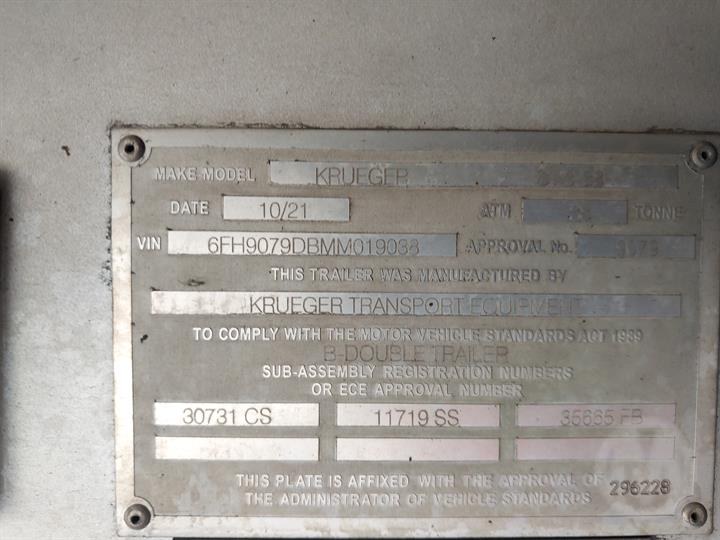 MAKE-MODEL KRUEGER
DATE 10/21 ATM TONNE
VIN 6FH9079DBMM019038 APPROVAL No.
THIS TRAILER WAS MANUFACTURED BY
KRUEGER TRANSPORT EQUIPMENT
TO COMPLY WITH THE MOTOR VEHICLE STANDARDS ACT 1989
B-DOUBLE TRAILER
SUB-ASSEMBLY REGISTRATION NUMBERS
OR ECE APPROVAL NUMBER
30731 CS 11719 SS 35665 FB
THIS PLATE IS AFFIXED WITH THE APPROVAL OF 296228
THE ADMINISTRATOR OF VEHICLE STANDARDS